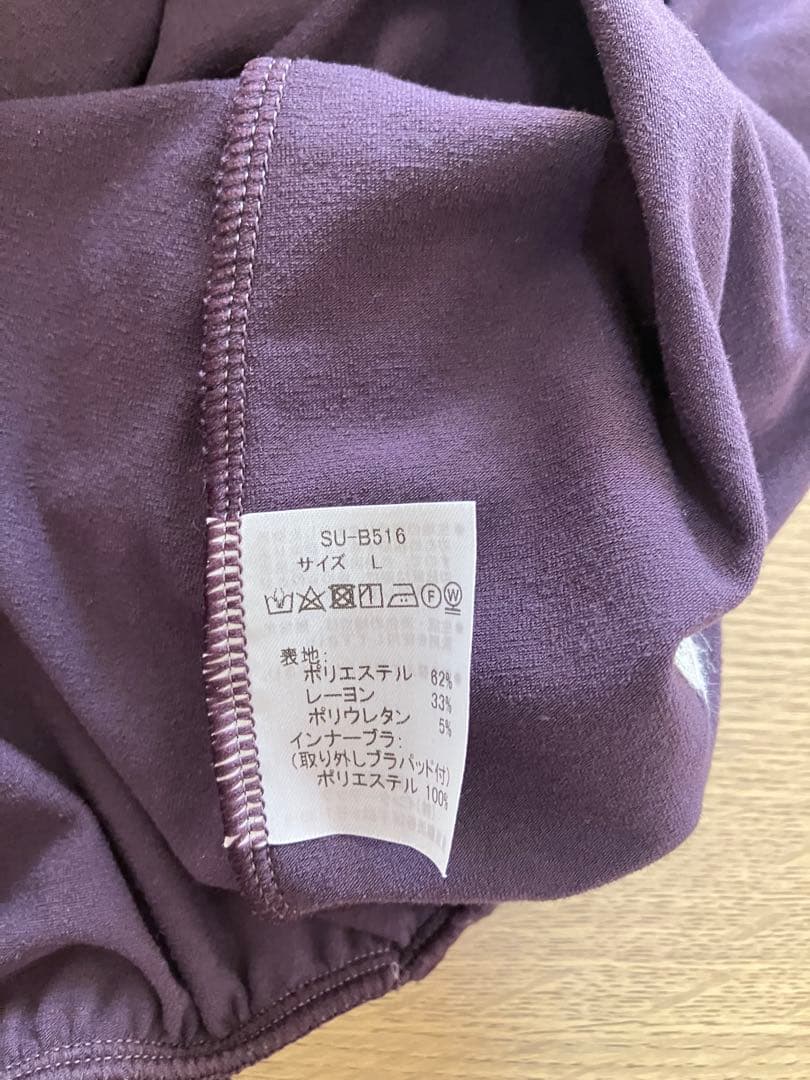 SU-B516
サイズ L
表地:
ポリエステル 62%
レーヨン 33%
ポリウレタン 5%
インナーブラ:
(取り外しブラパッド付)
ポリエステル 100%